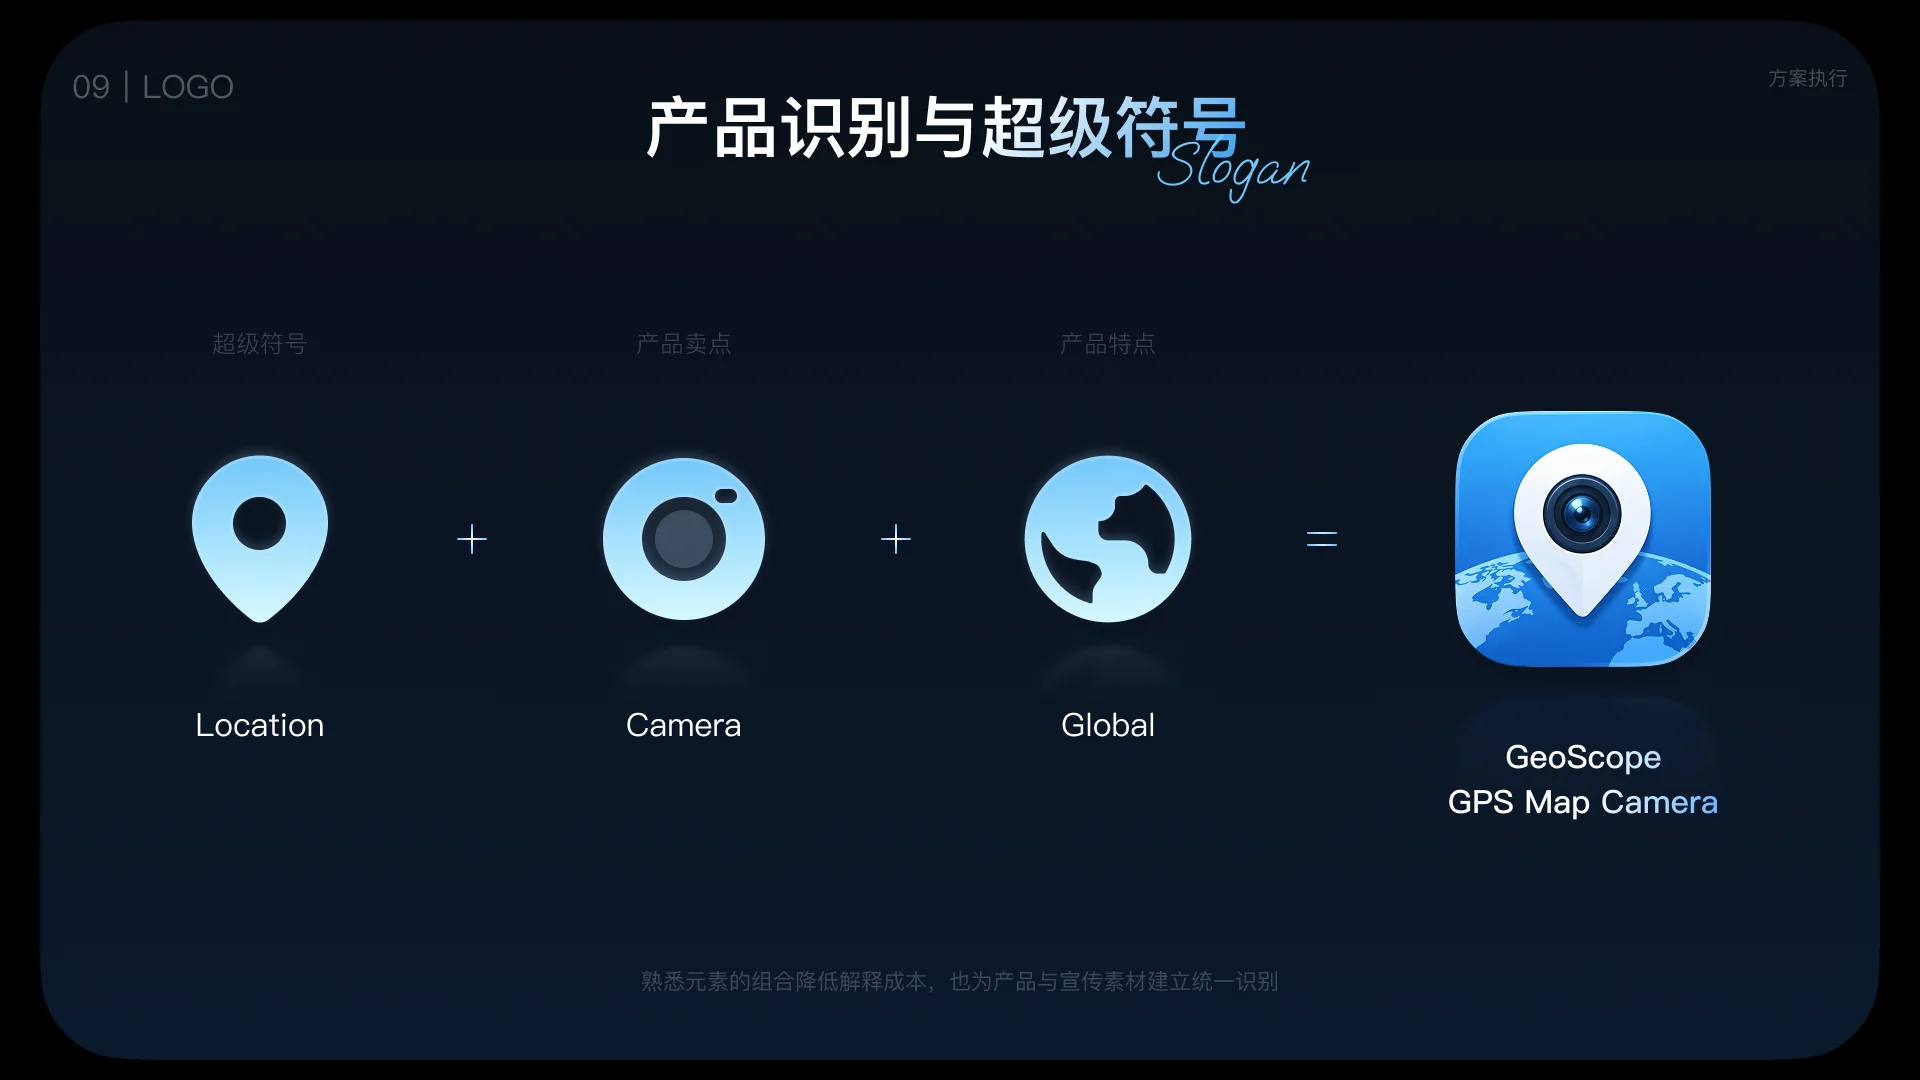 09 | LOGO
方案执行
产品识别与超级符号
Slogan
超级符号
产品卖点
产品特点
Location
Camera
Global
GeoScope
GPS Map Camera
熟悉元素的组合降低解释成本，也为产品与宣传素材建立统一识别